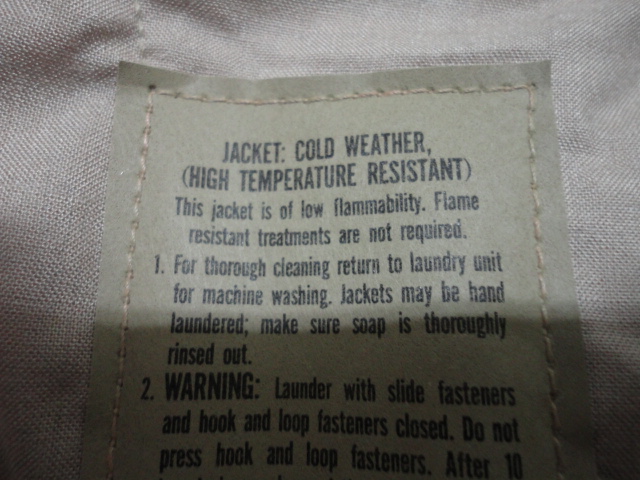 JACKET: COLD WEATHER,
(HIGH TEMPERATURE RESISTANT)
This jacket is of low flammability. Flame
resistant treatments are not required.
1. For thorough cleaning return to laundry unit
for machine washing. Jackets may be hand
laundered; make sure soap is thoroughly
rinsed out.
2. WARNING: Launder with slide fasteners
and hook and loop fasteners closed. Do not
press hook and loop fasteners. After 10